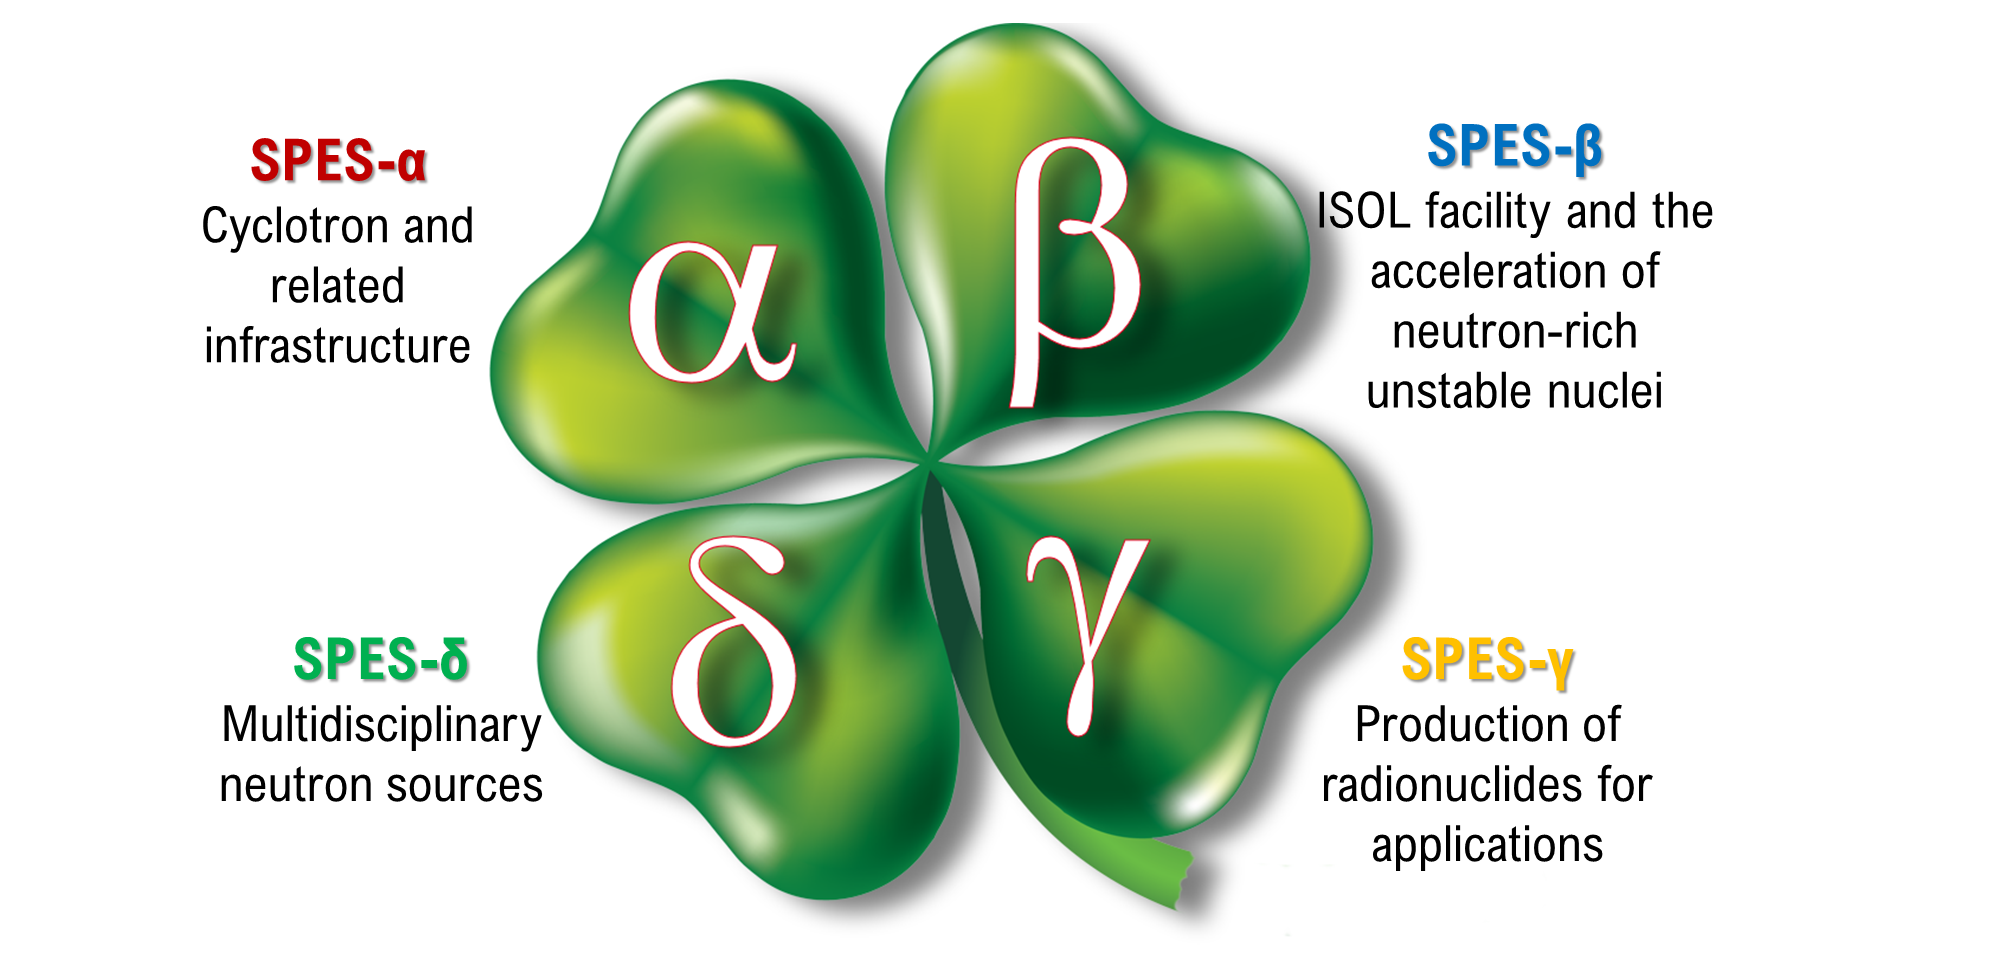 SPES-α
Cyclotron and
related
infrastructure
α
β
SPES-β
ISOL facility and the
acceleration of
neutron-rich
unstable nuclei
SPES-δ
Multidisciplinary
neutron sources
δ
γ
SPES-γ
Production of
radionuclides for
applications